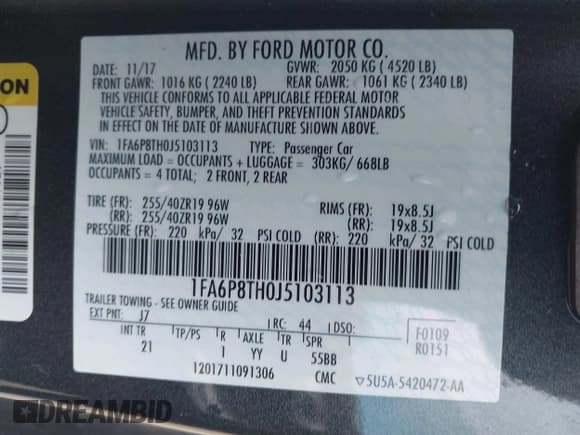 MFD. BY FORD MOTOR CO.
DATE: 11/17 GVWR: 2050 KG ( 4520 LB)
FRONT GAWR: 1016 KG ( 2240 LB) REAR GAWR: 1061 KG ( 2340 LB)
THIS VEHICLE CONFORMS TO ALL APPLICABLE FEDERAL MOTOR
VEHICLE SAFETY, BUMPER, AND THEFT PREVENTION STANDARDS
IN EFFECT ON THE DATE OF MANUFACTURE SHOWN ABOVE.
VIN: 1FA6P8TH0J5103113 TYPE: Passenger Car
MAXIMUM LOAD = OCCUPANTS + LUGGAGE = 303KG/ 668LB
OCCUPANTS = 4 TOTAL; 2 FRONT, 2 REAR
TIRE (FR): 255/40ZR19 96W RIMS (FR): 19x8.5J
(RR): 255/40ZR19 96W (RR): 19x8.5J
PRESSURE (FR): 220 kPa/ 32 PSI COLD (RR): 220 kPa/ 32 PSI COLD
1FA6P8TH0J5103113
TRAILER TOWING - SEE OWNER GUIDE
EXT PNT: J7 RC: 44 DSO: F0109
INT TR TP/PS R AXLE TR SPR R0151
21 1 YY U 55BB
1201711091306 CMC 5U5A-5420472-AA
ON
DREAMBID